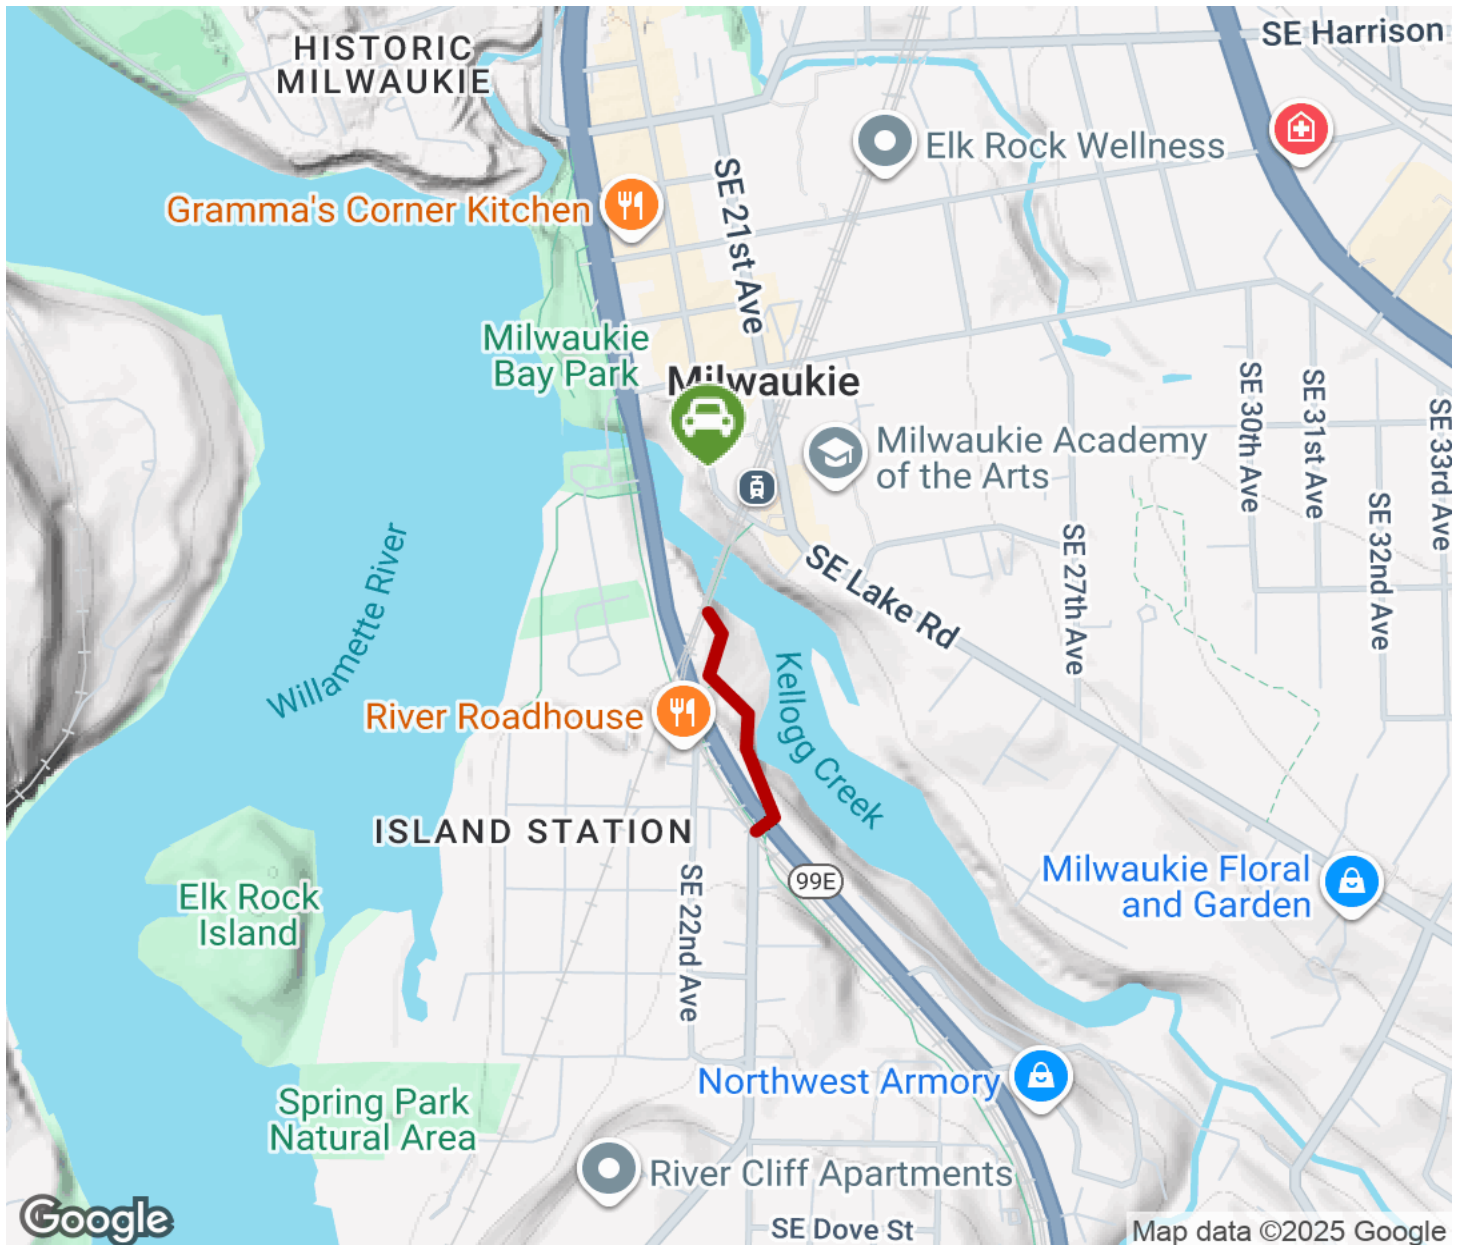 HISTORIC
MILWAUKIE
SE Harrison
Elk Rock Wellness
Gramma's Corner Kitchen
SE 21st Ave
Milwaukie
Bay Park
Milwaukie
Milwaukie Academy
of the Arts
SE 30th Ave
SE 31st Ave
SE 33rd Ave
SE 32nd Ave
SE 27th Ave
SE Lake Rd
Willamette River
Kellogg Creek
River Roadhouse
ISLAND STATION
99E
SE 22nd Ave
Milwaukie Floral
and Garden
Elk Rock
Island
Northwest Armory
Spring Park
Natural Area
River Cliff Apartments
SE Dove St
Google
Map data ©2025 Google